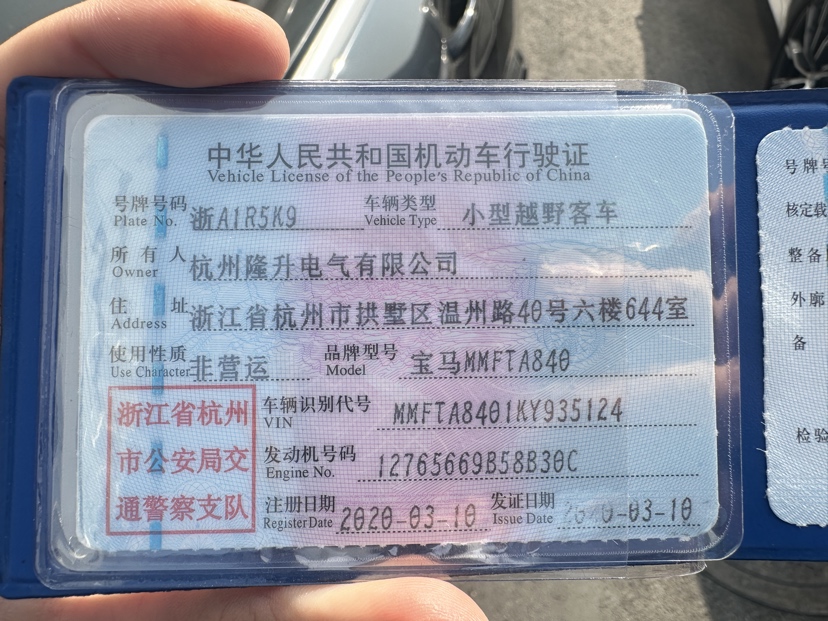 中华人民共和国机动车行驶证
Vehicle License of the People's Republic of China
号牌号码 浙A1R5K9 车辆类型 小型越野客车
Plate No. Vehicle Type
所有人 杭州隆升电气有限公司
Owner
住址 浙江省杭州市拱墅区温州路40号六楼644室
Address
使用性质 非营运 品牌型号 宝马MMFTA840
Use Character Model
浙江省杭州
市公安局交
通警察支队
车辆识别代号 MMFTA8401KY935124
VIN
发动机号码 12765669B58B30C
Engine No.
注册日期 2020-03-10 发证日期 2020-03-10
Register Date Issue Date
号牌号
核定载
整备
外廓
备
检验